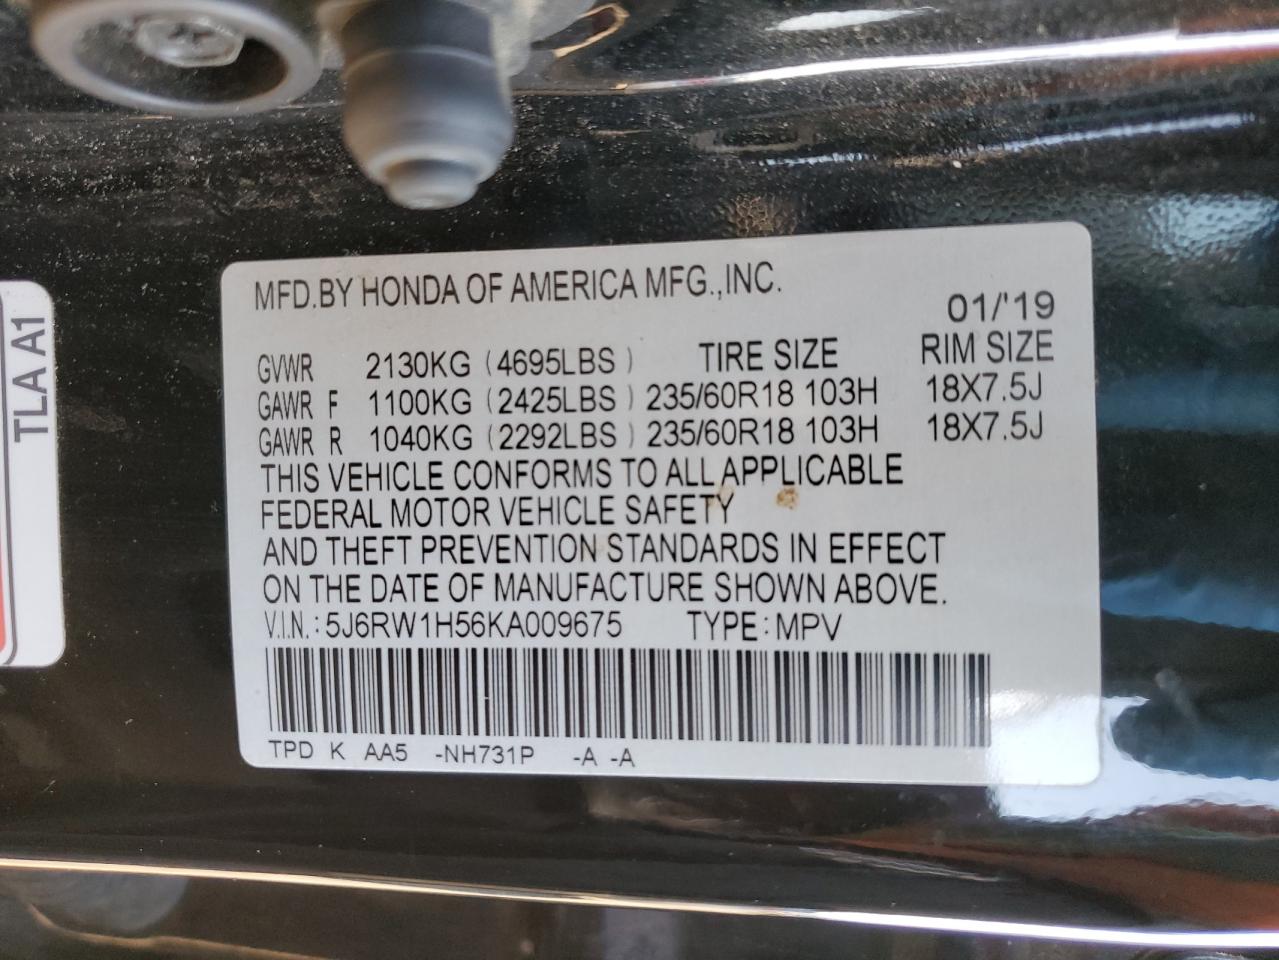 MFD.BY HONDA OF AMERICA MFG.,INC.
01/'19
GVWR 2130KG (4695LBS) TIRE SIZE RIM SIZE
GAWR F 1100KG (2425LBS) 235/60R18 103H 18X7.5J
GAWR R 1040KG (2292LBS) 235/60R18 103H 18X7.5J
THIS VEHICLE CONFORMS TO ALL APPLICABLE
FEDERAL MOTOR VEHICLE SAFETY
AND THEFT PREVENTION STANDARDS IN EFFECT
ON THE DATE OF MANUFACTURE SHOWN ABOVE.
V.I.N.: 5J6RW1H56KA009675 TYPE: MPV
TPD K AA5 -NH731P -A -A
TLA A1